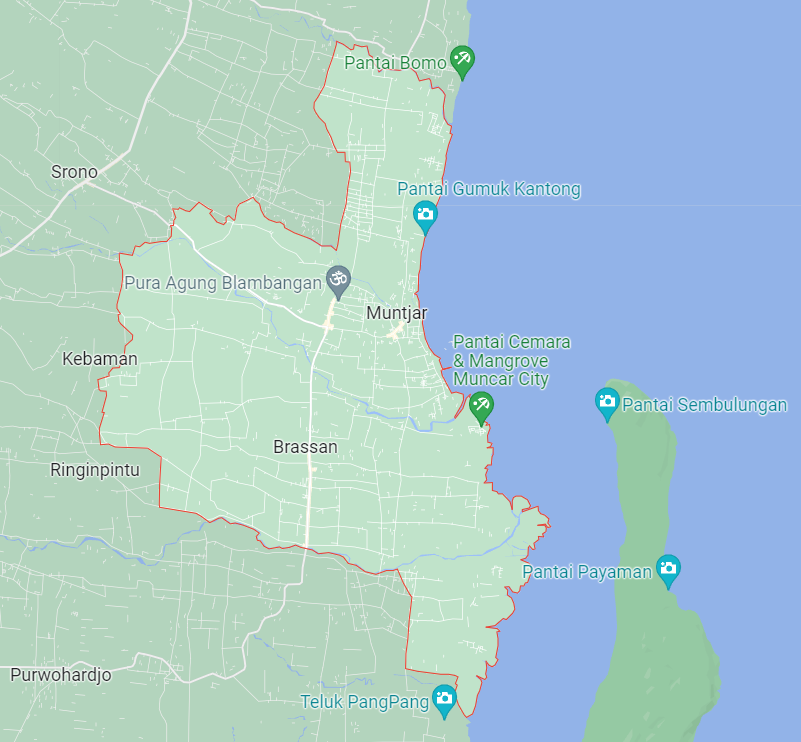 Pantai Bomo
Srono
Pantai Gumuk Kantong
Pura Agung Blambangan
Muntjar
Pantai Cemara
& Mangrove
Muncar City
Kebaman
Pantai Sembulungan
Brassan
Ringinpintu
Pantai Payaman
Purwohardjo
Teluk PangPang